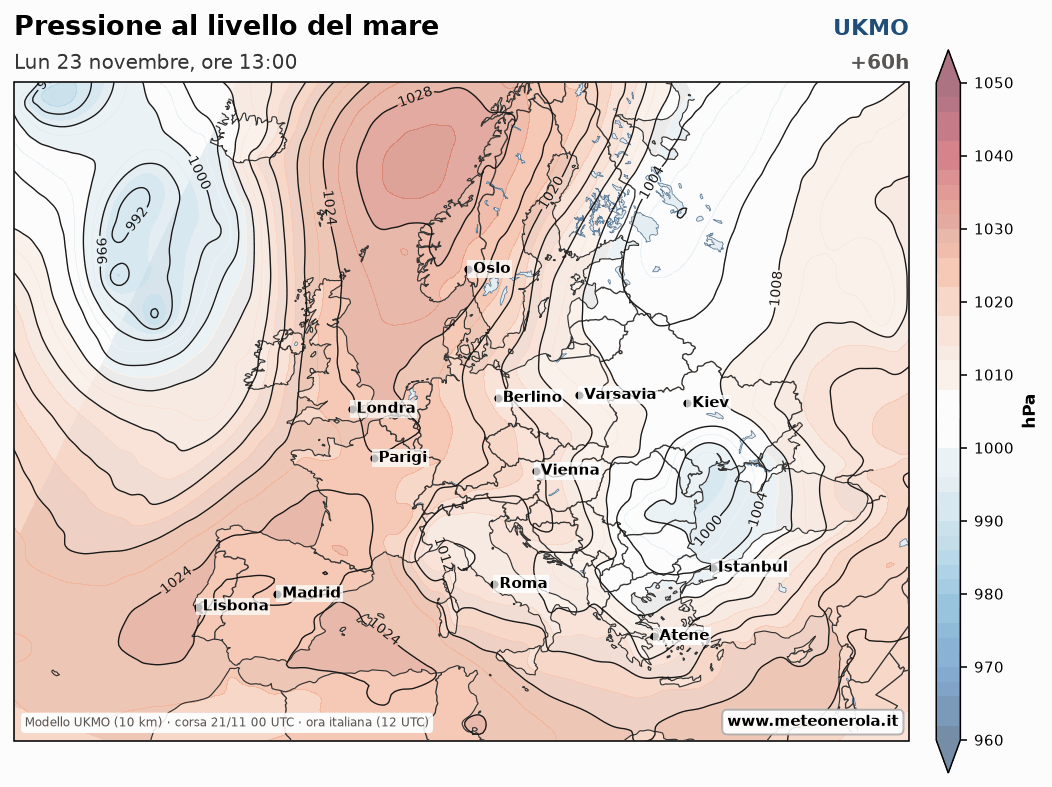 Pressione al livello del mare
UKMO
Lun 23 novembre, ore 13:00
+60h
1028
1000
1004
1020
1024
992
996
1008
Oslo
Berlino
Varsavia
Kiev
Londra
Parigi
Vienna
1004
1000
1012
Istanbul
1024
Roma
Madrid
Lisbona
1024
Atene
Modello UKMO (10 km) · corsa 21/11 00 UTC · ora italiana (12 UTC)
www.meteonerola.it
1050
1040
1030
1020
1010
1000
990
980
970
960
hPa